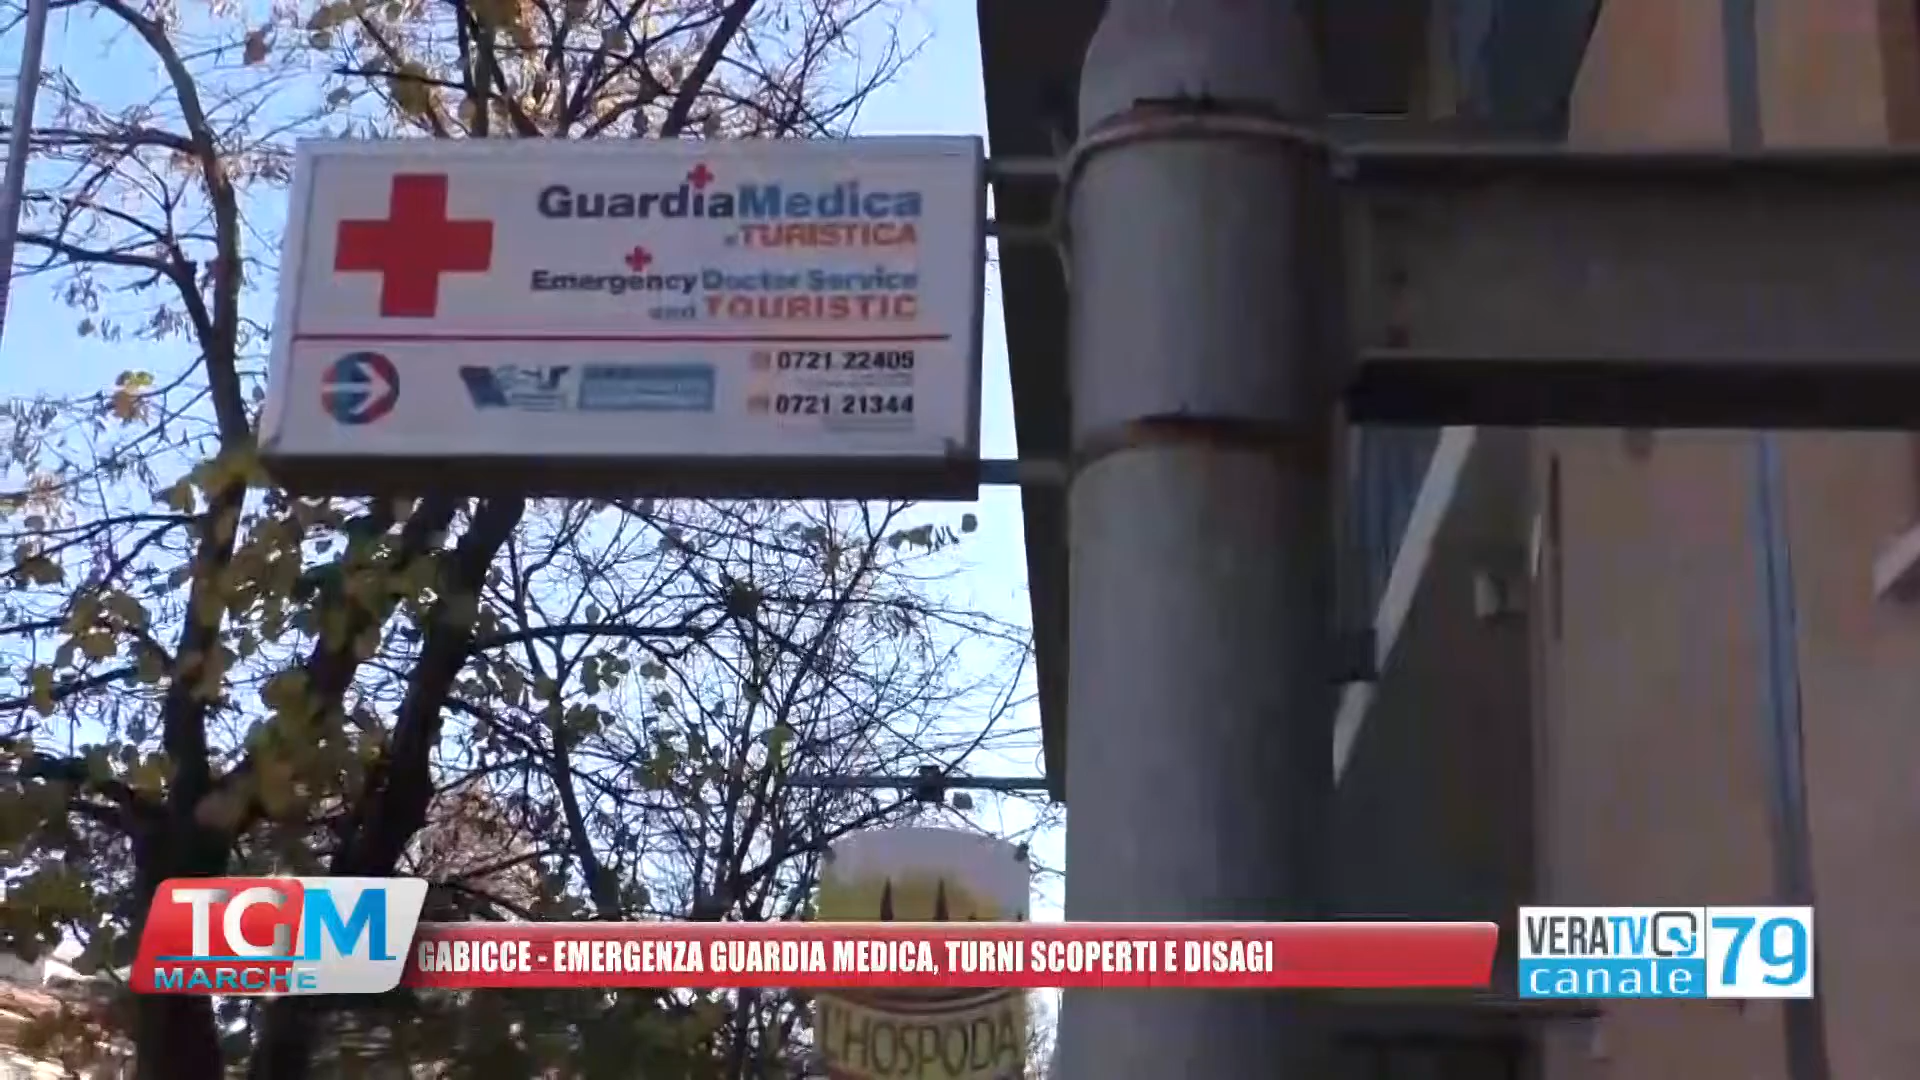 GuardiaMedica
e TURISTICA
Emergency Doctor Service
and TOURISTIC
0721 22405
0721 21344
TGM
MARCHE
GABICCE - EMERGENZA GUARDIA MEDICA, TURNI SCOPERTI E DISAGI
VERATV
canale 79
L'HOSPODA